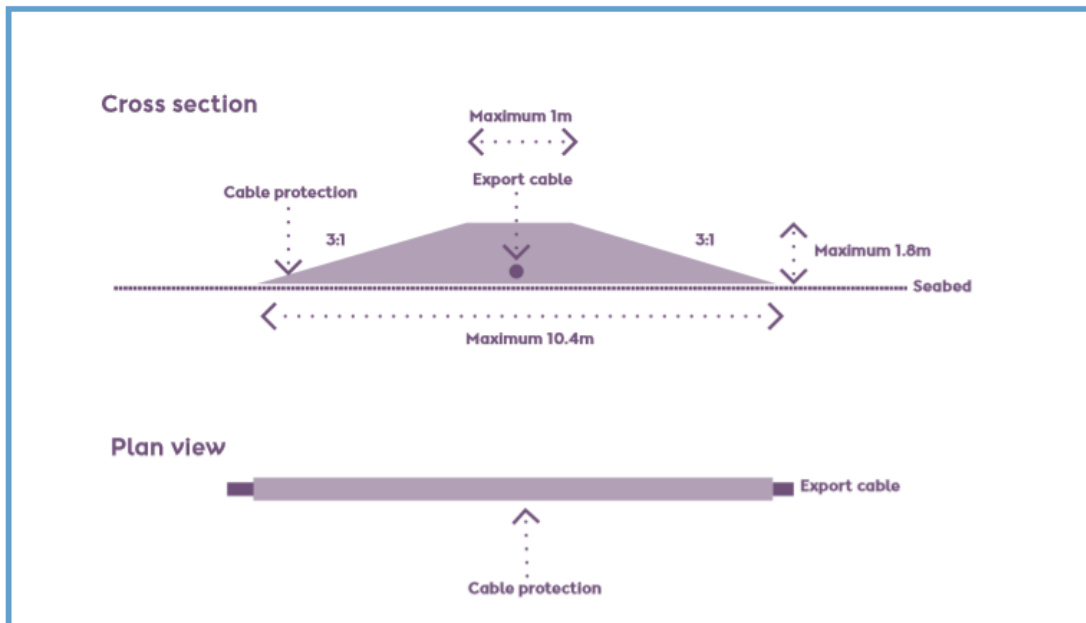 Cross section
Maximum 1m
Export cable
Cable protection
3:1
3:1
Maximum 1.8m
Seabed
Maximum 10.4m
Plan view
Export cable
Cable protection